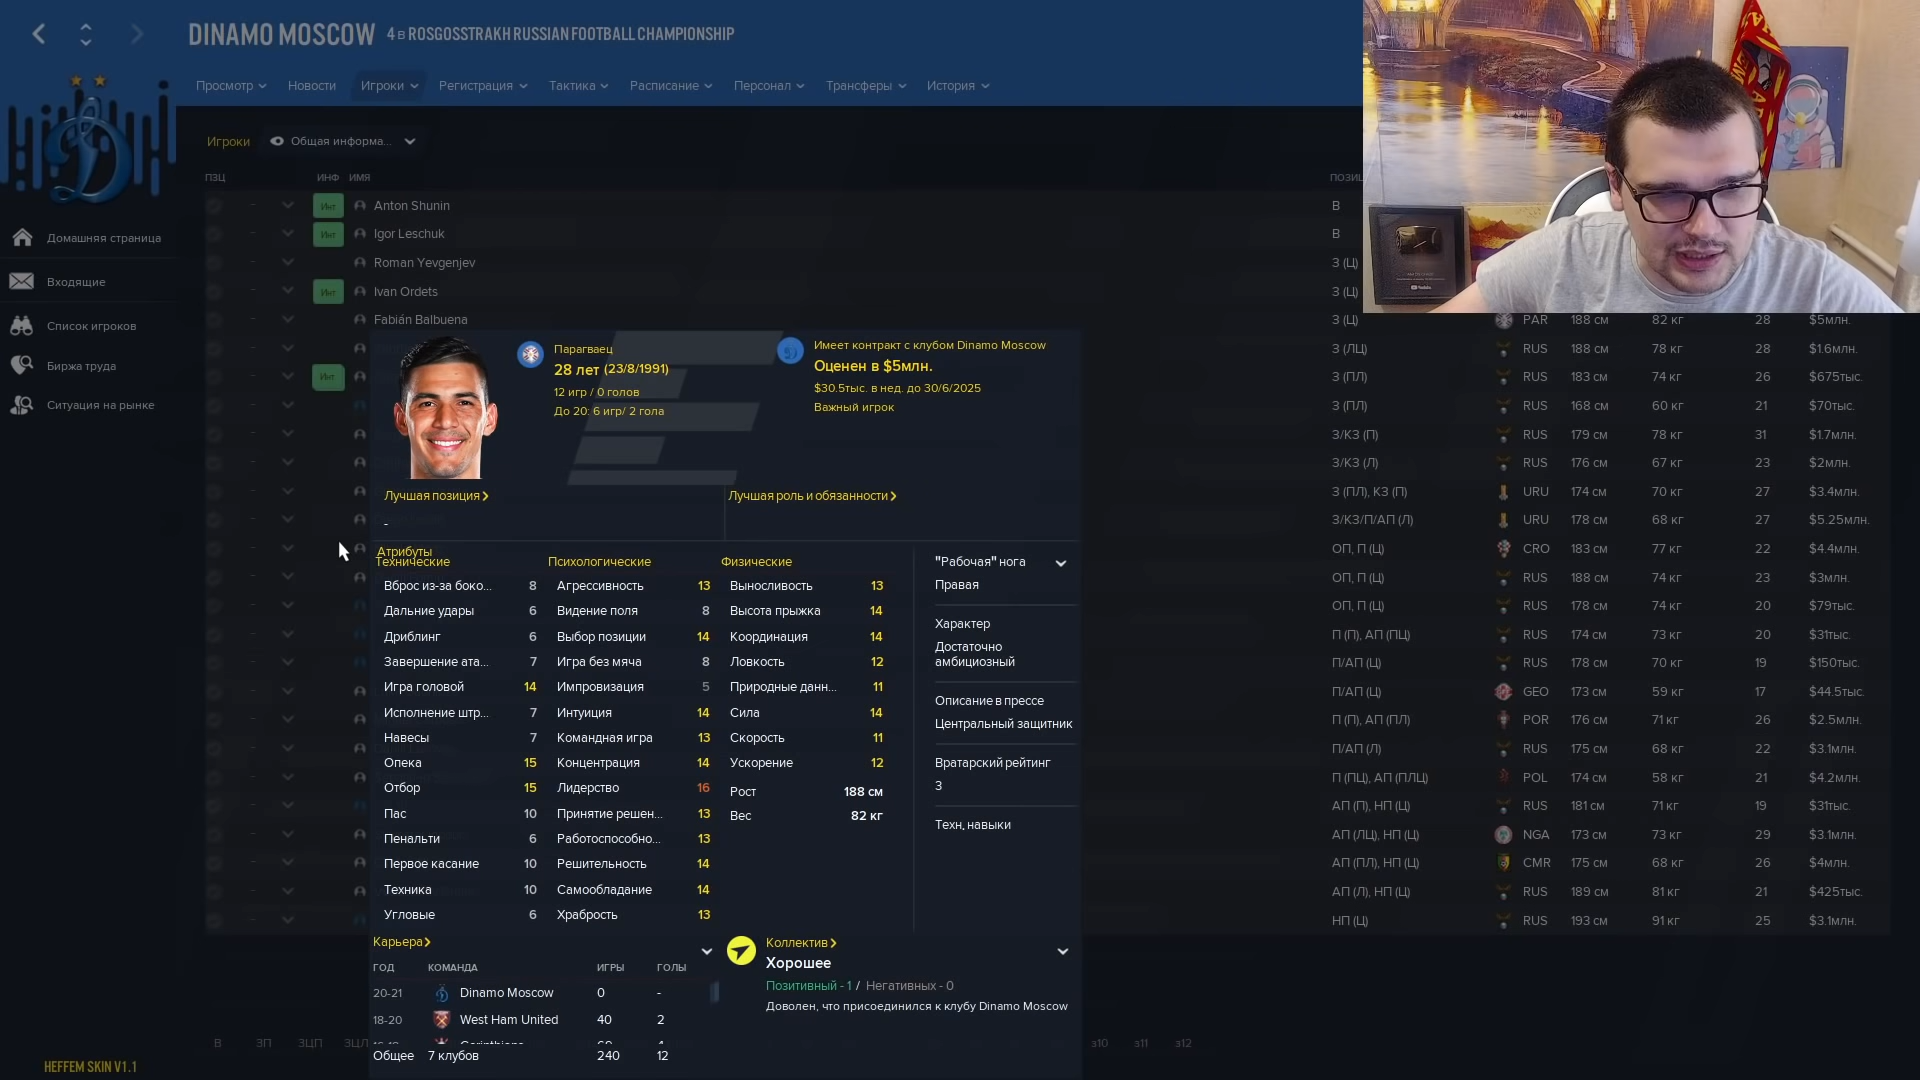 DINAMO MOSCOW 4 в ROSGOSSTRAKH RUSSIAN FOOTBALL CHAMPIONSHIP
Просмотр Новости Игроки Регистрация Тактика Расписание Персонал Трансферы История
Игроки Общая информа...
ПЗЦ ИНФ ИМЯ
Домашняя страница
Входящие
Список игроков
Биржа труда
Ситуация на рынке
Инт Anton Shunin В
Инт Igor Leschuk В
Roman Yevgenjev З (Ц)
Инт Ivan Ordets З (Ц)
Fabián Balbuena З (Ц) PAR 188 см 82 кг 28 $5млн.
З (ЛЦ) RUS 188 см 78 кг 28 $1.6млн.
Инт З (ПЛ) RUS 183 см 74 кг 26 $675тыс.
З (ПЛ) RUS 168 см 60 кг 21 $70тыс.
З/КЗ (П) RUS 179 см 78 кг 31 $1.7млн.
З/КЗ (Л) RUS 176 см 67 кг 23 $2млн.
З (ПЛ), КЗ (П) URU 174 см 70 кг 27 $3.4млн.
З/КЗ/П/АП (Л) URU 178 см 68 кг 27 $5.25млн.
ОП, П (Ц) CRO 183 см 77 кг 22 $4.4млн.
ОП, П (Ц) RUS 188 см 74 кг 23 $3млн.
ОП, П (Ц) RUS 178 см 74 кг 20 $79тыс.
П (П), АП (ПЦ) RUS 174 см 73 кг 20 $31тыс.
П/АП (Ц) RUS 178 см 70 кг 19 $150тыс.
П/АП (Ц) GEO 173 см 59 кг 17 $44.5тыс.
П (П), АП (ПЛ) POR 176 см 71 кг 26 $2.5млн.
П/АП (Л) RUS 175 см 68 кг 22 $3.1млн.
П (ПЦ), АП (ПЛЦ) POL 174 см 58 кг 21 $4.2млн.
АП (П), НП (Ц) RUS 181 см 71 кг 19 $31тыс.
АП (ЛЦ), НП (Ц) NGA 173 см 73 кг 29 $3.1млн.
АП (ПЛ), НП (Ц) CMR 175 см 68 кг 26 $4млн.
АП (Л), НП (Ц) RUS 189 см 81 кг 21 $425тыс.
НП (Ц) RUS 193 см 91 кг 25 $3.1млн.
Парагваец
28 лет (23/8/1991)
12 игр / 0 голов
До 20: 6 игр/ 2 гола
Имеет контракт с клубом Dinamo Moscow
Оценен в $5млн.
$30.5тыс. в нед. до 30/6/2025
Важный игрок
Лучшая позиция
-
Лучшая роль и обязанности
Атрибуты
Технические Психологические Физические
Вброс из-за боко... 8 Агрессивность 13 Выносливость 13
Дальние удары 6 Видение поля 8 Высота прыжка 14
Дриблинг 6 Выбор позиции 14 Координация 14
Завершение ата... 7 Игра без мяча 8 Ловкость 12
Игра головой 14 Импровизация 5 Природные данн... 11
Исполнение штр... 7 Интуиция 14 Сила 14
Навесы 7 Командная игра 13 Скорость 11
Опека 15 Концентрация 14 Ускорение 12
Отбор 15 Лидерство 16 Рост 188 см
Пас 10 Принятие решен... 13 Вес 82 кг
Пенальти 6 Работоспособно... 13
Первое касание 10 Решительность 14
Техника 10 Самообладание 14
Угловые 6 Храбрость 13
"Рабочая" нога
Правая
Характер
Достаточно
амбициозный
Описание в прессе
Центральный защитник
Вратарский рейтинг
3
Техн. навыки
Карьера
ГОД КОМАНДА ИГРЫ ГОЛЫ
20-21 Dinamo Moscow 0 -
18-20 West Ham United 40 2
Общее 7 клубов 240 12
Коллектив
Хорошее
Позитивный - 1 / Негативных - 0
Доволен, что присоединился к клубу Dinamo Moscow
В ЗП ЗЦП ЗЦЛ з10 з11 з12
HEFFEM SKIN V1.1